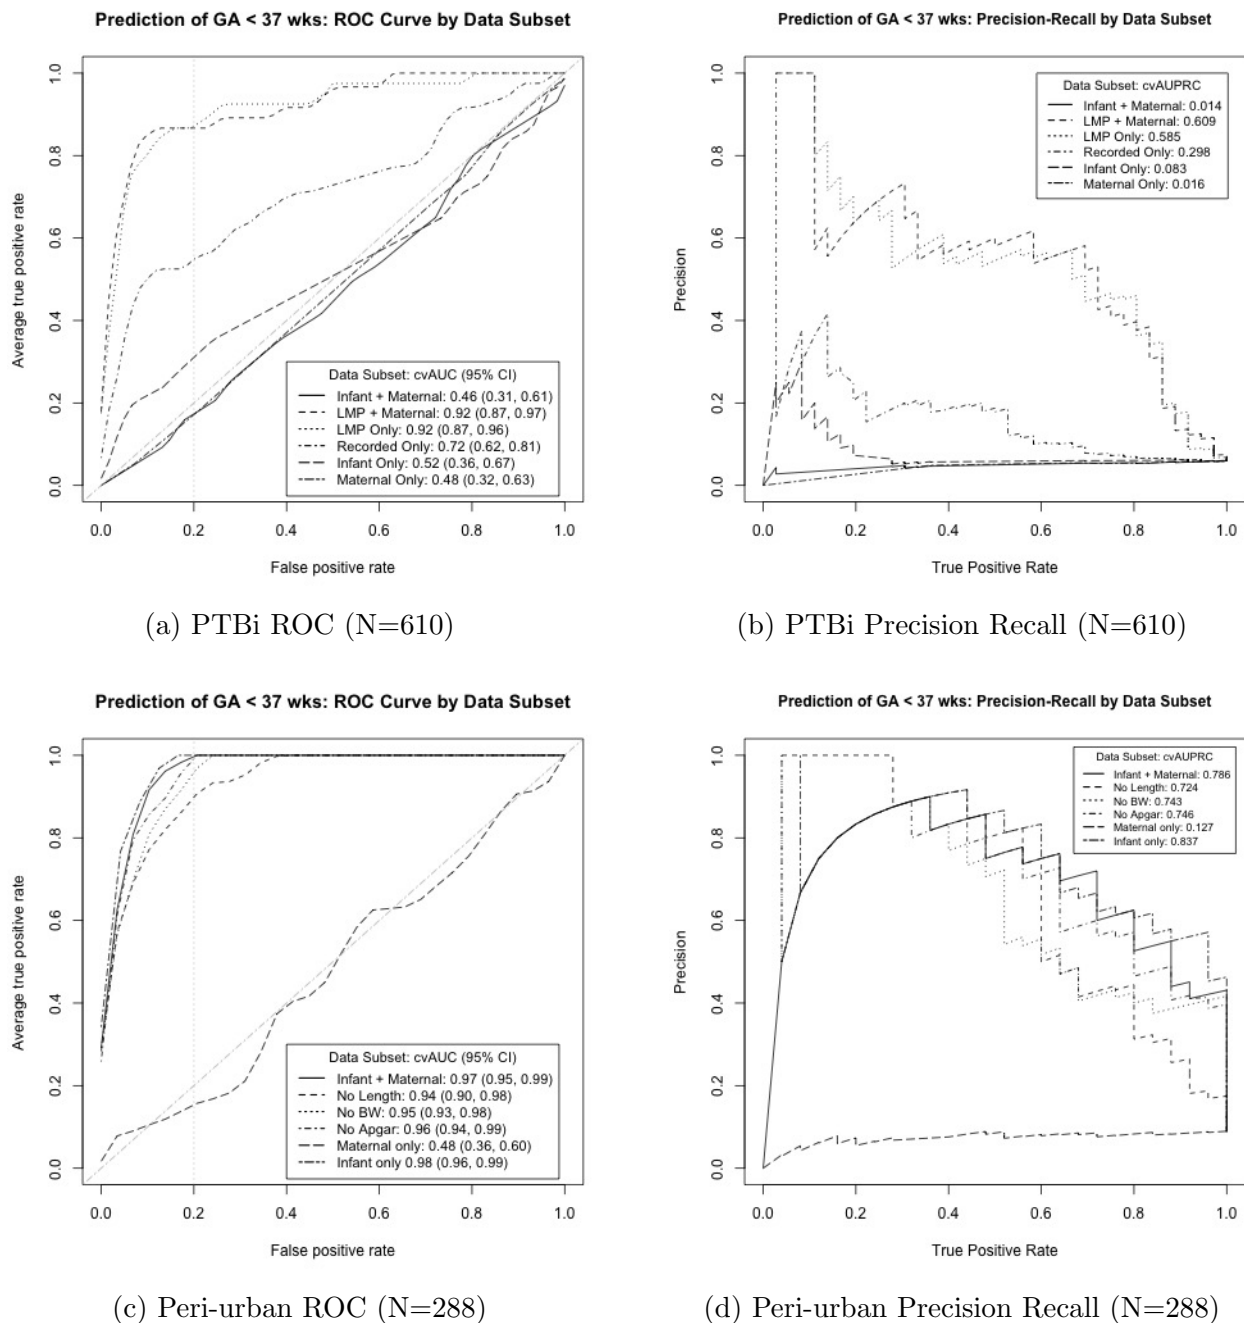 Prediction of GA < 37 wks: ROC Curve by Data Subset
Average true positive rate
1.0
0.8
0.6
0.4
0.2
0.0
Data Subset: cvAUC (95% CI)
Infant + Maternal: 0.46 (0.31, 0.61)
LMP + Maternal: 0.92 (0.87, 0.97)
LMP Only: 0.92 (0.87, 0.96)
Recorded Only: 0.72 (0.62, 0.81)
Infant Only: 0.52 (0.36, 0.67)
Maternal Only: 0.48 (0.32, 0.63)
0.0 0.2 0.4 0.6 0.8 1.0
False positive rate
(a) PTBi ROC (N=610)
Prediction of GA < 37 wks: Precision-Recall by Data Subset
Precision
1.0
0.8
0.6
0.4
0.2
0.0
Data Subset: cvAUPRC
Infant + Maternal: 0.014
LMP + Maternal: 0.609
LMP Only: 0.585
Recorded Only: 0.298
Infant Only: 0.083
Maternal Only: 0.016
0.0 0.2 0.4 0.6 0.8 1.0
True Positive Rate
(b) PTBi Precision Recall (N=610)
Prediction of GA < 37 wks: ROC Curve by Data Subset
Average true positive rate
1.0
0.8
0.6
0.4
0.2
0.0
Data Subset: cvAUC (95% CI)
Infant + Maternal: 0.97 (0.95, 0.99)
No Length: 0.94 (0.90, 0.98)
No BW: 0.95 (0.93, 0.98)
No Apgar: 0.96 (0.94, 0.99)
Maternal only: 0.48 (0.36, 0.60)
Infant only 0.98 (0.96, 0.99)
0.0 0.2 0.4 0.6 0.8 1.0
False positive rate
(c) Peri-urban ROC (N=288)
Prediction of GA < 37 wks: Precision-Recall by Data Subset
Precision
1.0
0.8
0.6
0.4
0.2
0.0
Data Subset: cvAUPRC
Infant + Maternal: 0.786
No Length: 0.724
No BW: 0.743
No Apgar: 0.746
Maternal only: 0.127
Infant only: 0.837
0.0 0.2 0.4 0.6 0.8 1.0
True Positive Rate
(d) Peri-urban Precision Recall (N=288)